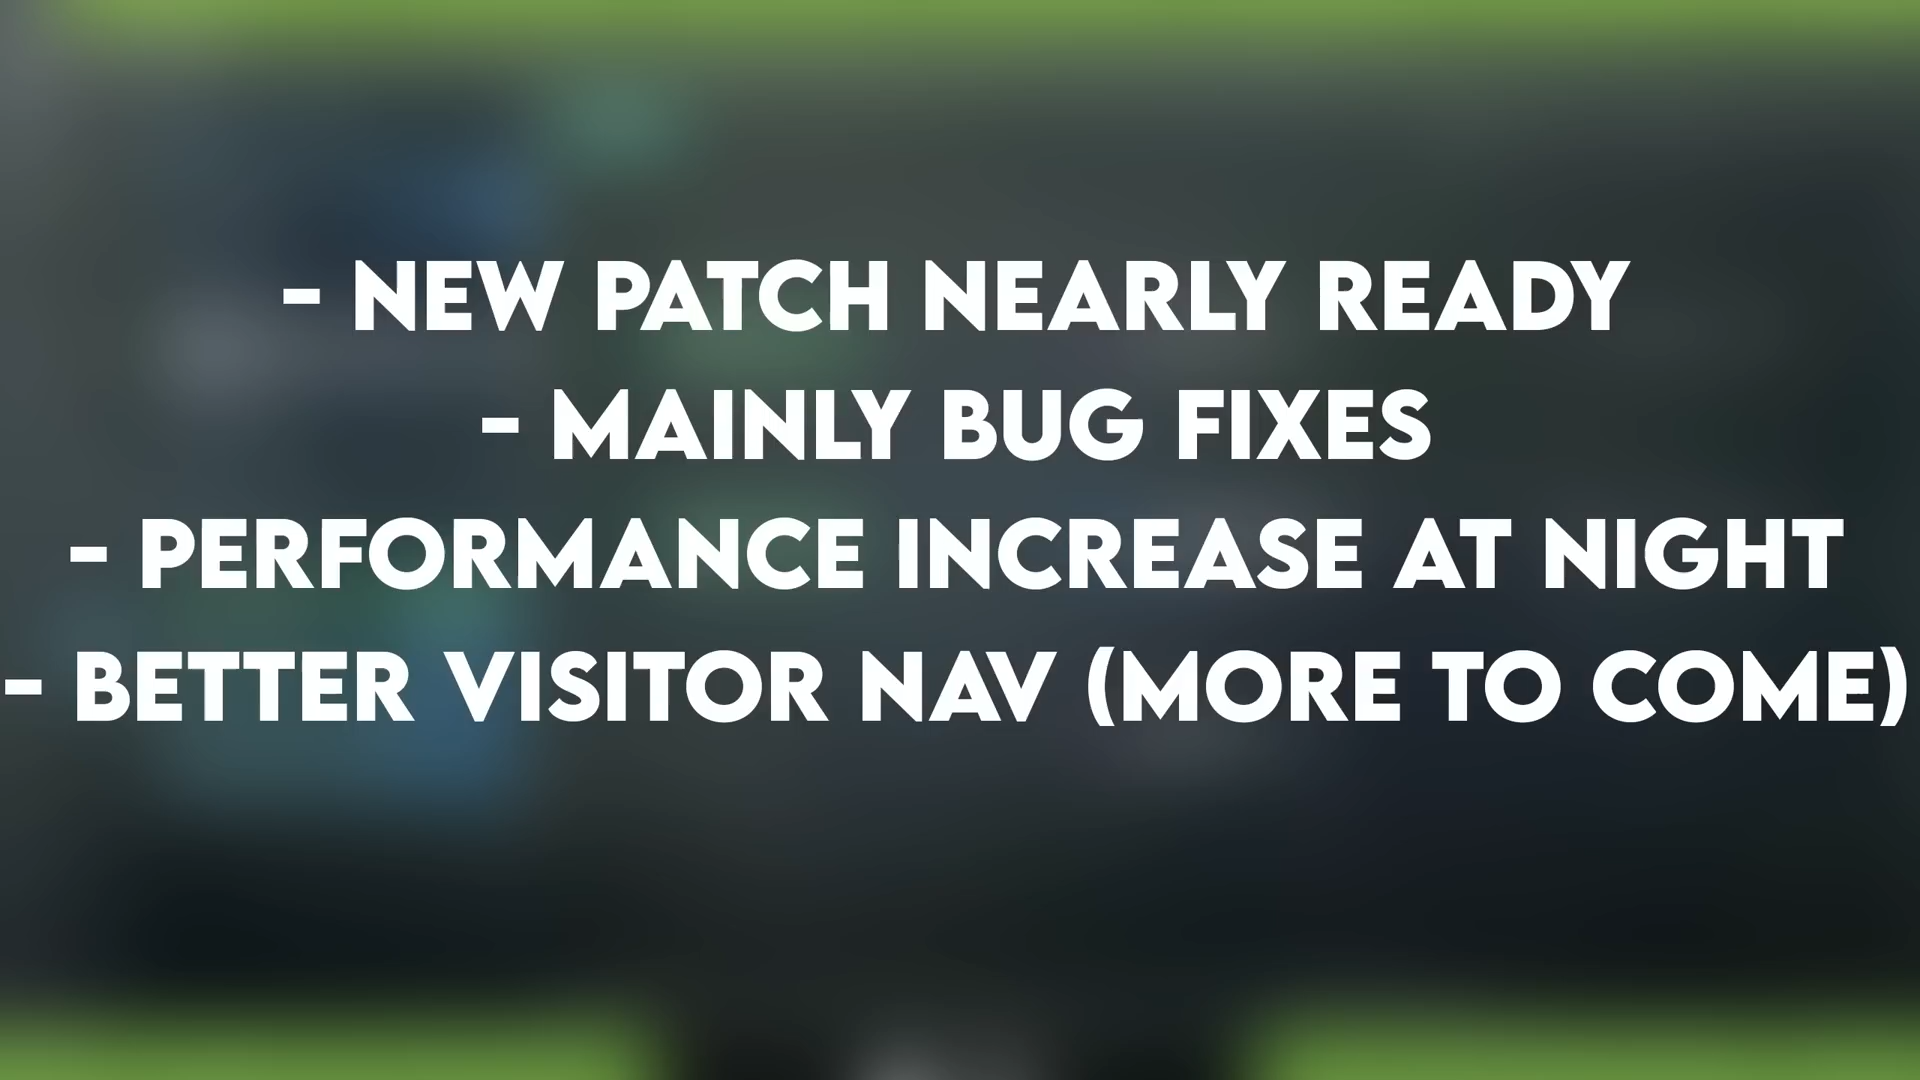 - NEW PATCH NEARLY READY
- MAINLY BUG FIXES
- PERFORMANCE INCREASE AT NIGHT
- BETTER VISITOR NAV (MORE TO COME)